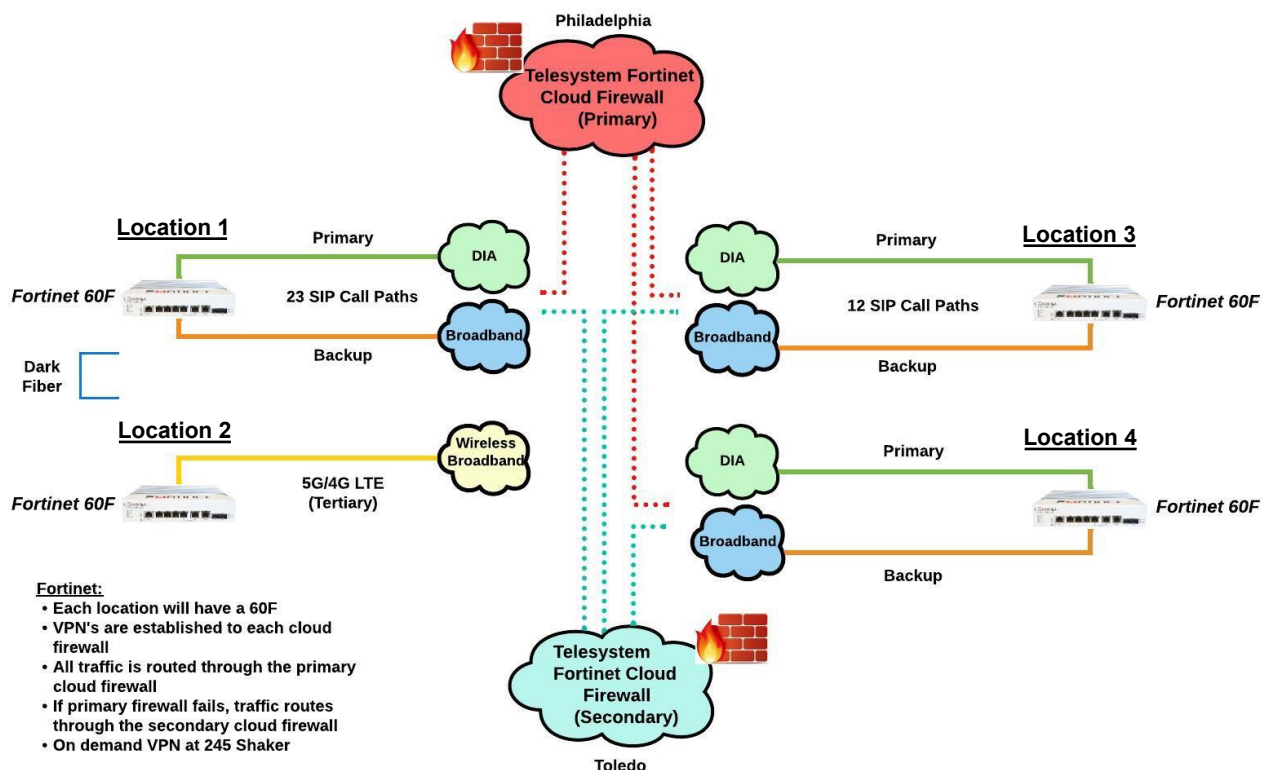 Philadelphia
Telesystem Fortinet
Cloud Firewall
(Primary)
Location 1
Primary
DIA
Fortinet 60F
23 SIP Call Paths
Broadband
Backup
Dark
Fiber
Location 2
Wireless
Broadband
5G/4G LTE
(Tertiary)
Fortinet 60F
DIA
Primary
Location 3
12 SIP Call Paths
Fortinet 60F
Broadband
Backup
DIA
Primary
Location 4
Fortinet 60F
Broadband
Backup
Fortinet:
• Each location will have a 60F
• VPN's are established to each cloud
firewall
• All traffic is routed through the primary
cloud firewall
• If primary firewall fails, traffic routes
through the secondary cloud firewall
• On demand VPN at 245 Shaker
Telesystem
Fortinet Cloud
Firewall
(Secondary)
Toledo